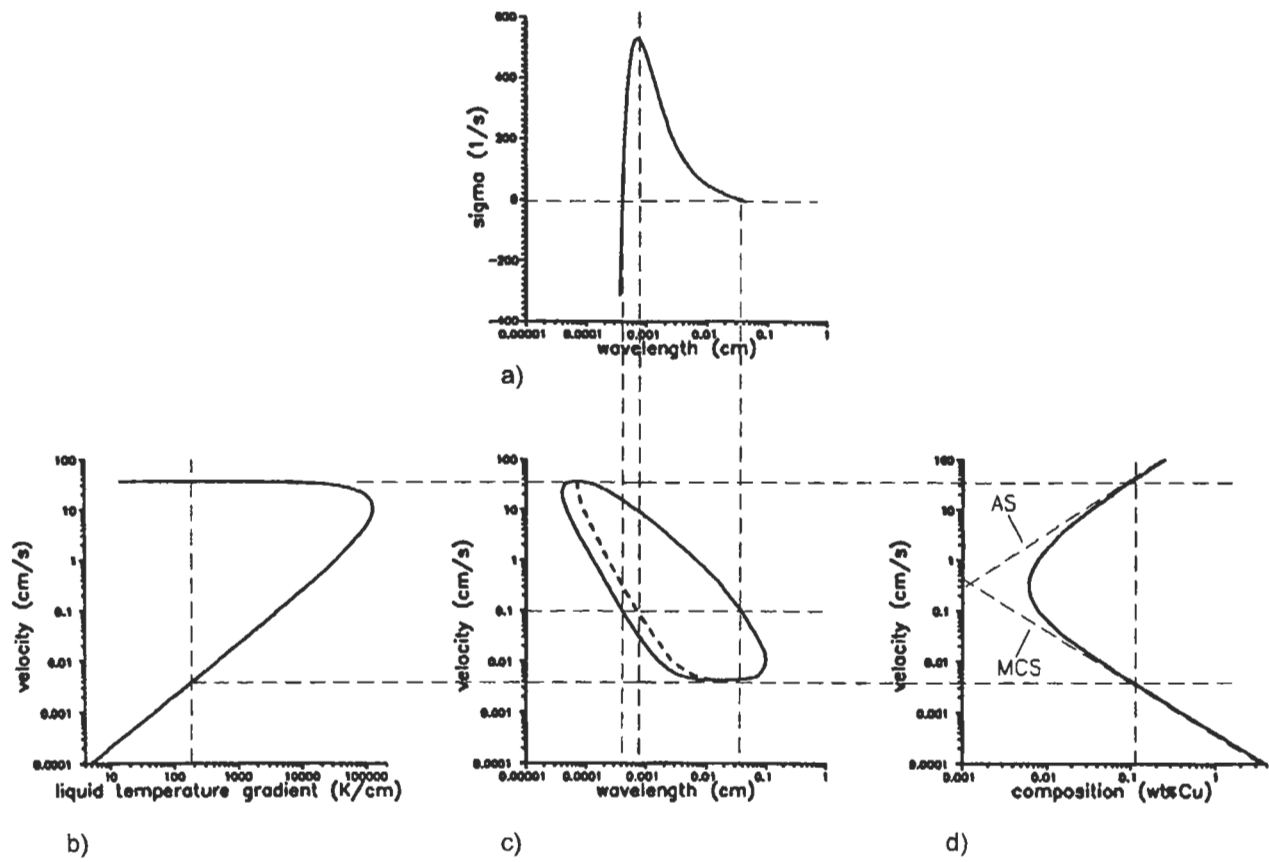 600
400
200
0
-200
-400
sigma (1/s)
0.00001 0.0001 0.001 0.01 0.1 1
wavelength (cm)
a)
100
10
1
0.1
0.01
0.001
0.0001
velocity (cm/s)
10 100 1000 10000 100000
liquid temperature gradient (K/cm)
b)
100
10
1
0.1
0.01
0.001
0.0001
velocity (cm/s)
0.00001 0.0001 0.001 0.01 0.1 1
wavelength (cm)
c)
100
10
1
0.1
0.01
0.001
0.0001
velocity (cm/s)
AS
MCS
0.001 0.01 0.1 1
composition (wt%Cu)
d)